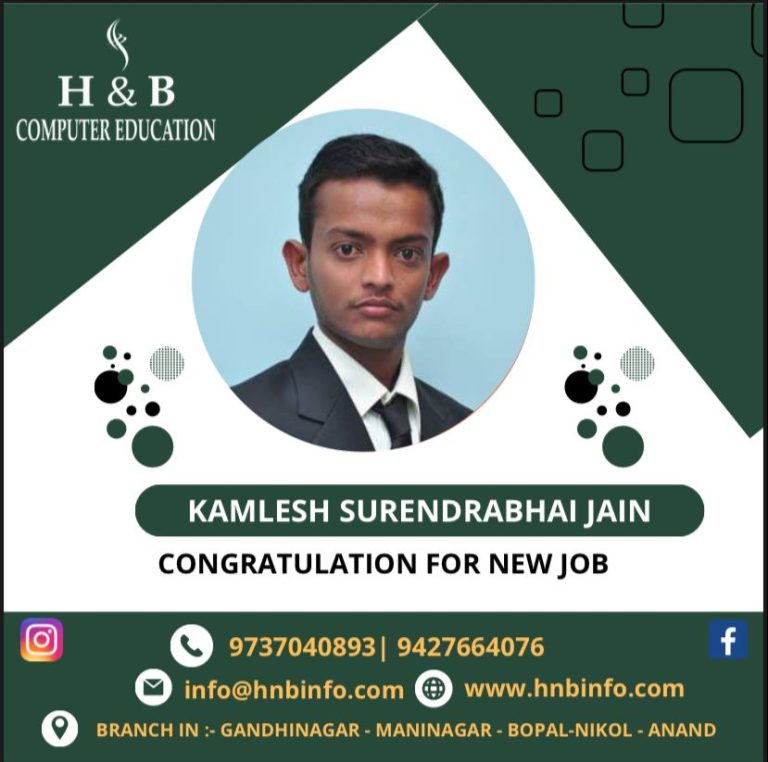 H & B
COMPUTER EDUCATION
KAMLESH SURENDRABHAI JAIN
CONGRATULATION FOR NEW JOB
9737040893| 9427664076
info@hnbinfo.com www.hnbinfo.com
BRANCH IN :- GANDHINAGAR - MANINAGAR - BOPAL-NIKOL - ANAND